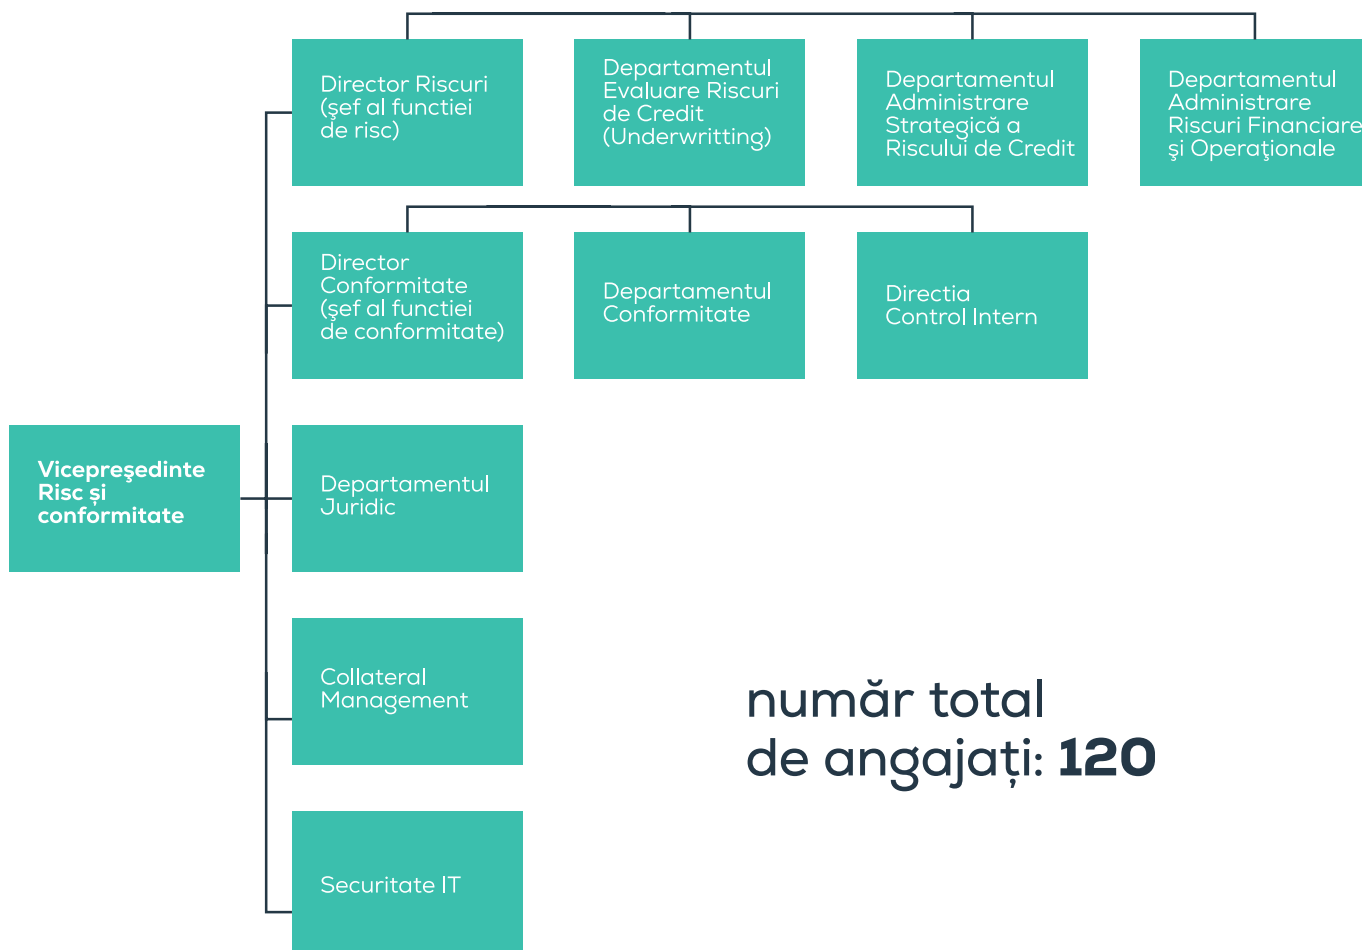 Director Riscuri
(şef al functiei
de risc)
Departamentul
Evaluare Riscuri
de Credit
(Underwritting)
Departamentul
Administrare
Strategică a
Riscului de Credit
Departamentul
Administrare
Riscuri Financiare
şi Operaţionale
Director
Conformitate
(şef al functiei
de conformitate)
Departamentul
Conformitate
Directia
Control Intern
Vicepreşedinte
Risc și
conformitate
Departamentul
Juridic
Collateral
Management
număr total
de angajați: 120
Securitate IT